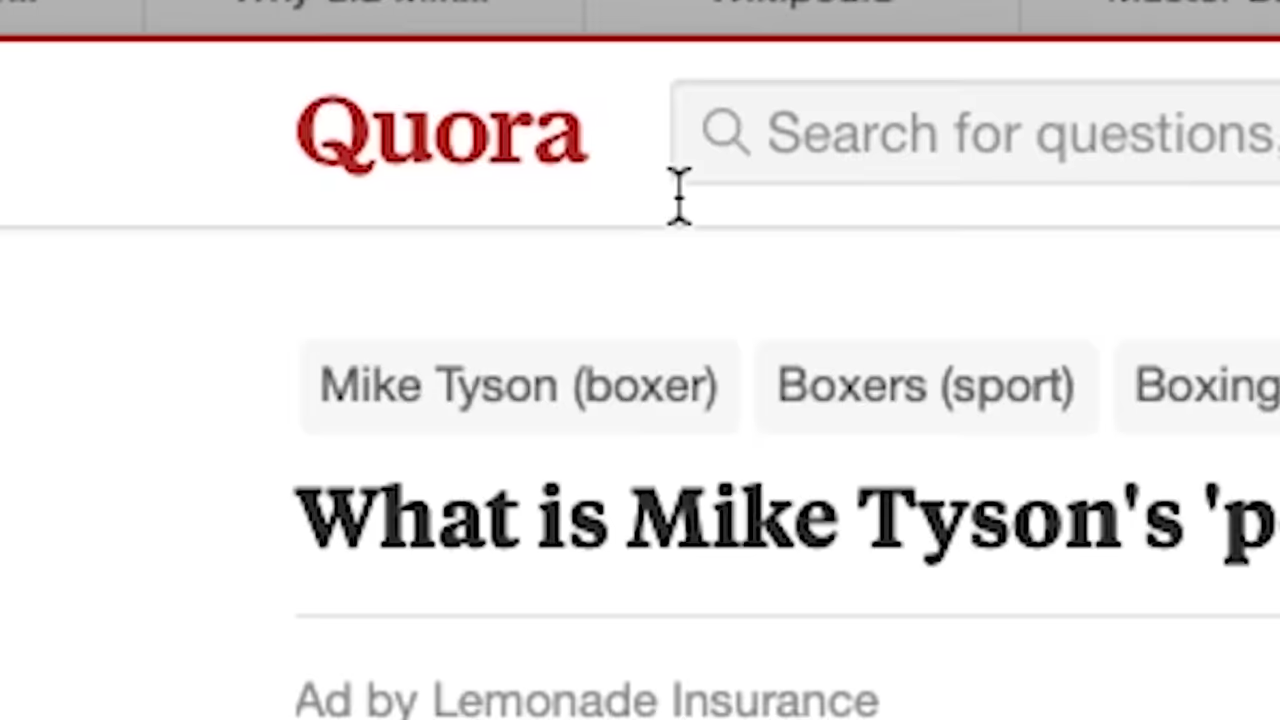 Quora
Search for questions,
Mike Tyson (boxer) Boxers (sport) Boxing
What is Mike Tyson's 'p
Ad by Lemonade Insurance